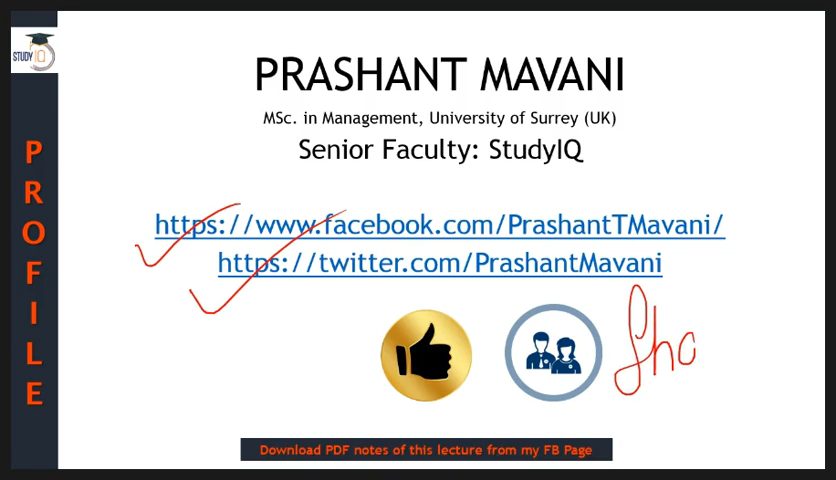 STUDY IQ
PROFILE
PRASHANT MAVANI
MSc. in Management, University of Surrey (UK)
Senior Faculty: StudyIQ
https://www.facebook.com/PrashantTMavani/
https://twitter.com/PrashantMavani
Sha
Download PDF notes of this lecture from my FB Page